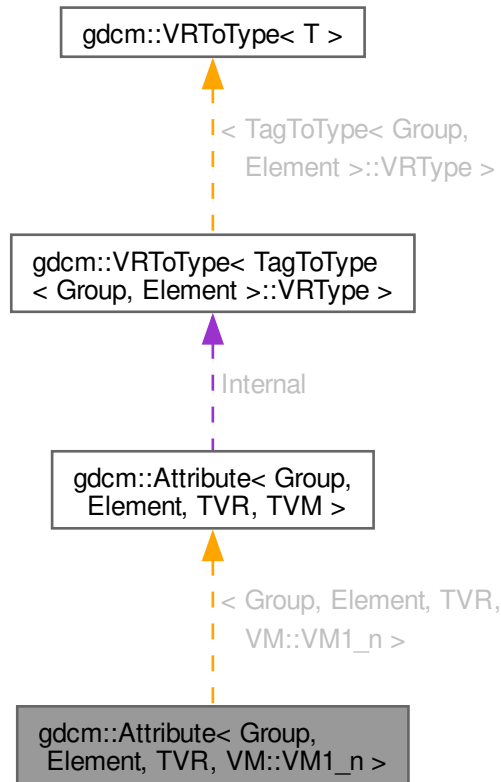 gdcm::VRToType< T >
< TagToType< Group,
Element >::VRType >
gdcm::VRToType< TagToType
< Group, Element >::VRType >
Internal
gdcm::Attribute< Group,
Element, TVR, TVM >
< Group, Element, TVR,
VM::VM1_n >
gdcm::Attribute< Group,
Element, TVR, VM::VM1_n >